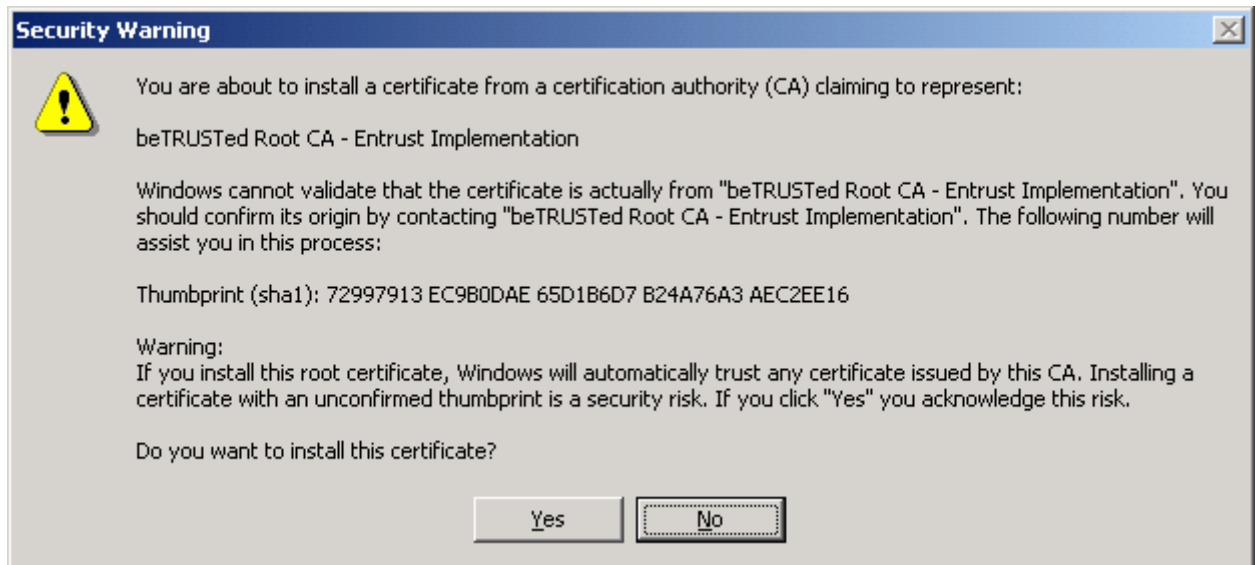 Security Warning
You are about to install a certificate from a certification authority (CA) claiming to represent:
beTRUSTed Root CA - Entrust Implementation
Windows cannot validate that the certificate is actually from "beTRUSTed Root CA - Entrust Implementation". You
should confirm its origin by contacting "beTRUSTed Root CA - Entrust Implementation". The following number will
assist you in this process:
Thumbprint (sha1): 72997913 EC9B0DAE 65D1B6D7 B24A76A3 AEC2EE16
Warning:
If you install this root certificate, Windows will automatically trust any certificate issued by this CA. Installing a
certificate with an unconfirmed thumbprint is a security risk. If you click "Yes" you acknowledge this risk.
Do you want to install this certificate?
Yes No